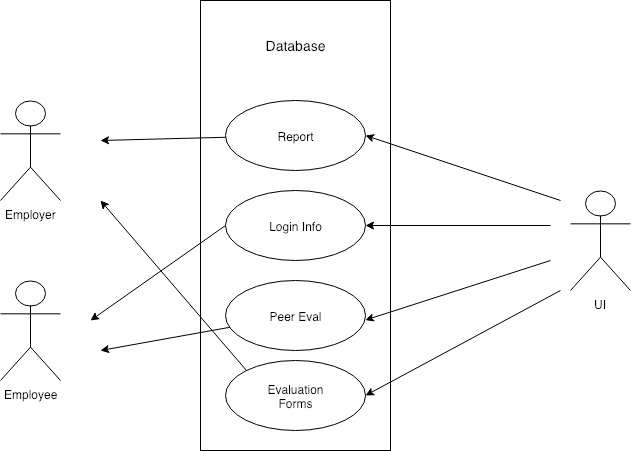 Database
Report
Employer
Login Info
UI
Peer Eval
Employee
Evaluation
Forms